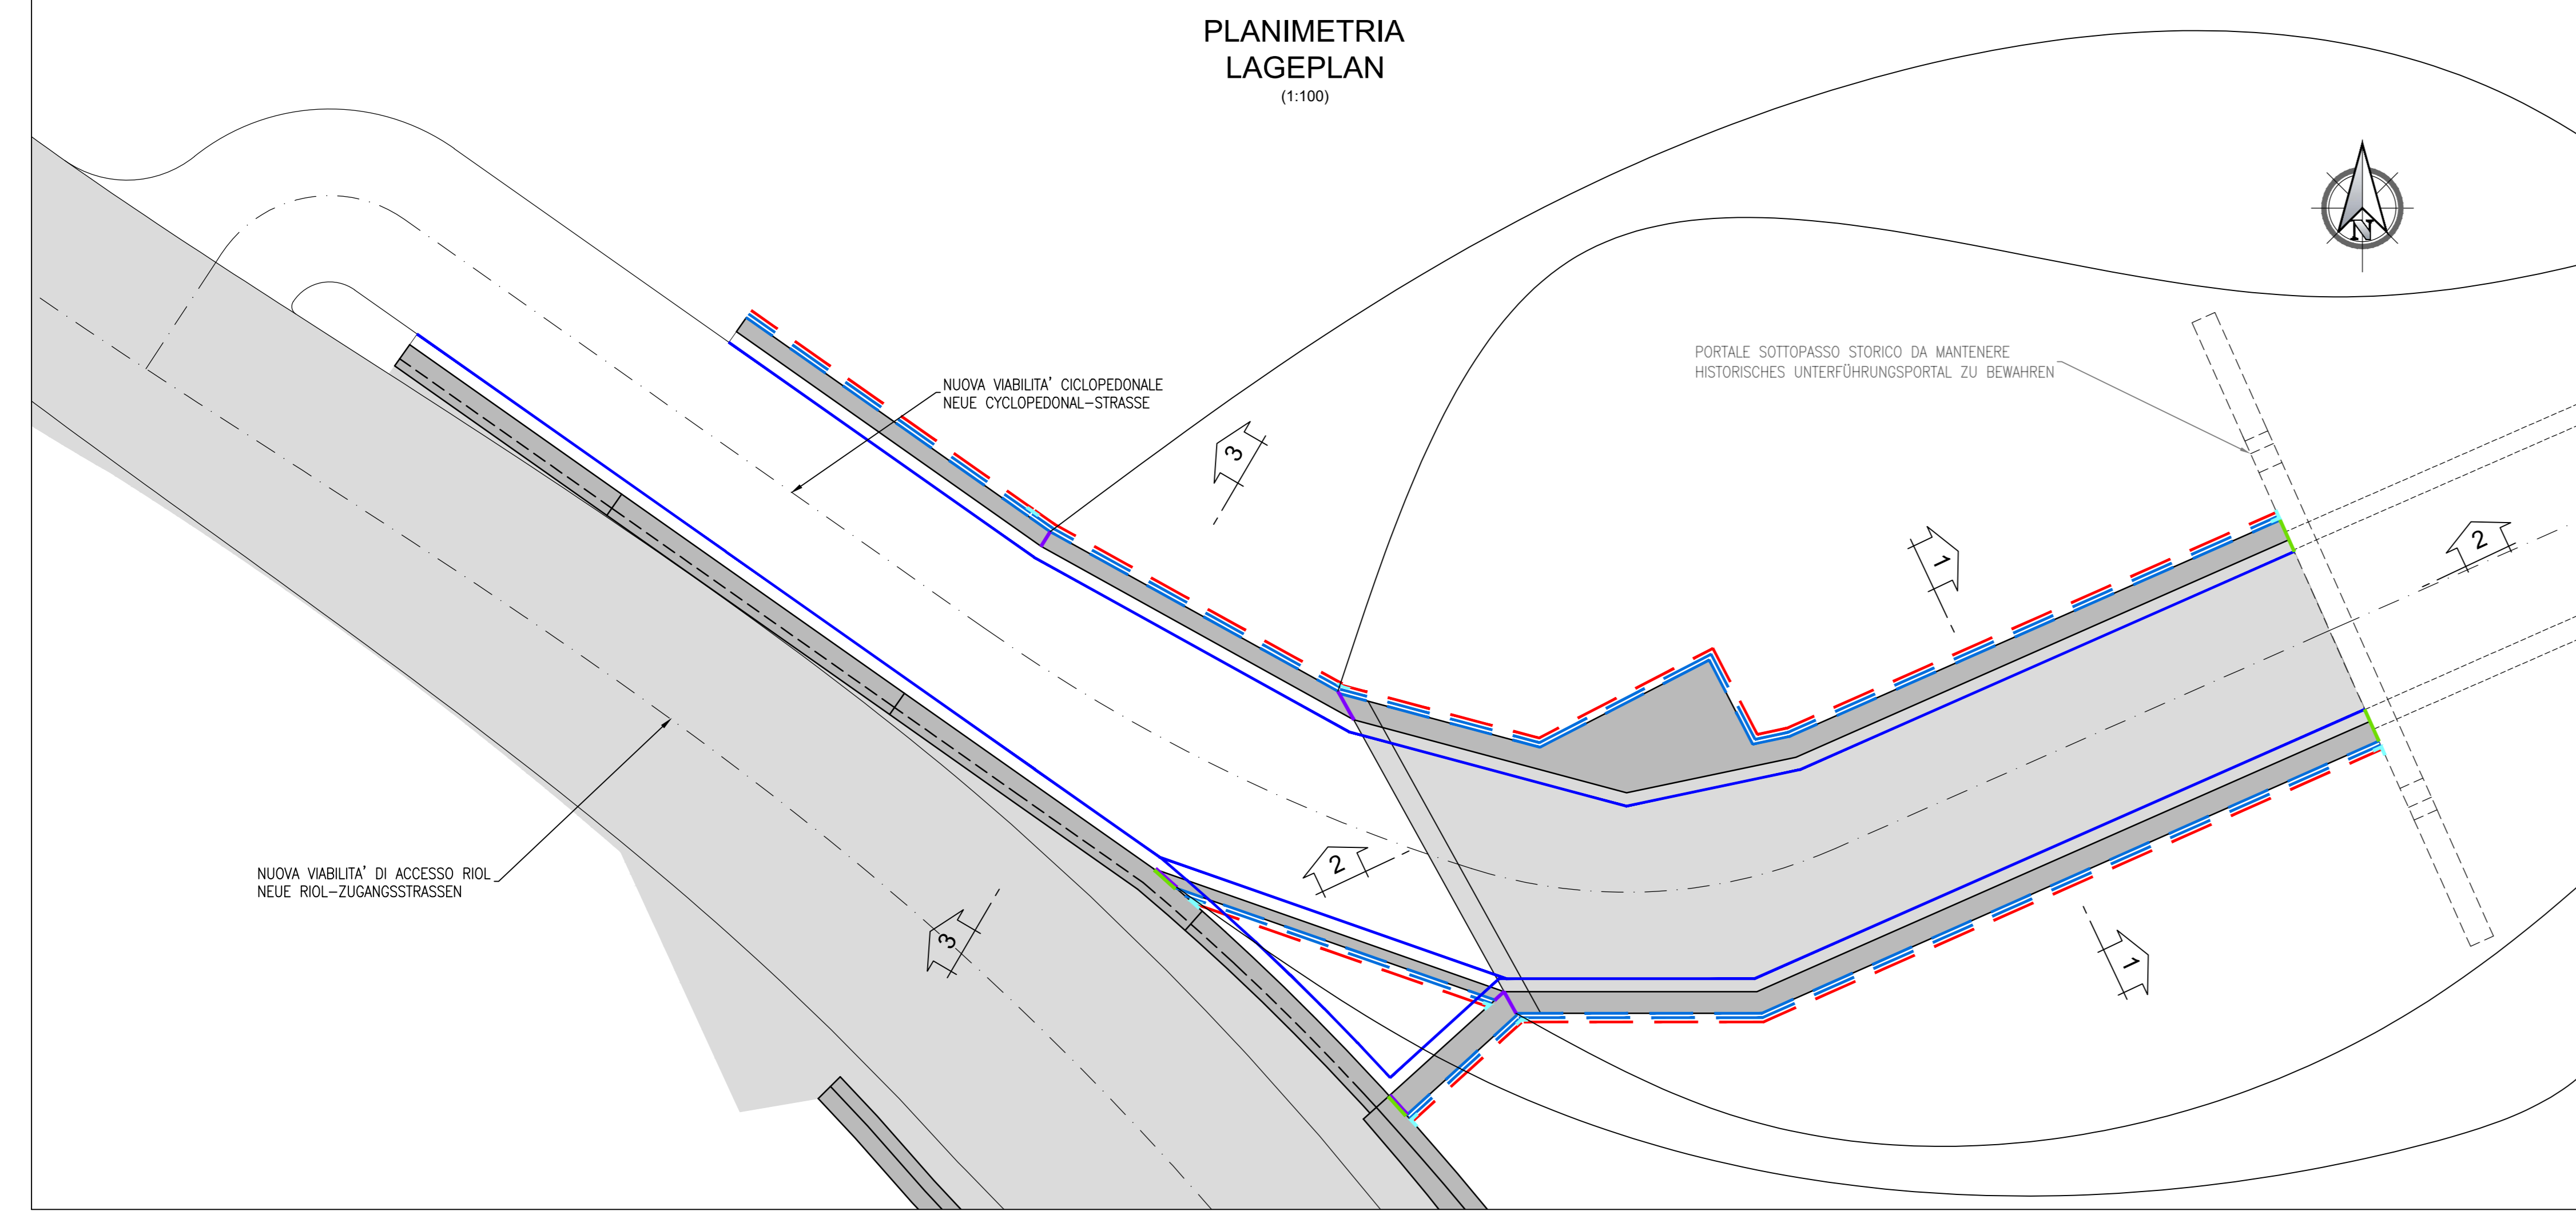 PLANIMETRIA
LAGEPLAN
(1:100)
N
PORTALE SOTTOPASSO STORICO DA MANTENERE
HISTORISCHES UNTERFÜHRUNGSPORTAL ZU BEWAHREN
NUOVA VIABILITA' CICLOPEDONALE
NEUE CYCLOPEDONAL-STRASSE
3
1
2
2
NUOVA VIABILITA' DI ACCESSO RIOL
NEUE RIOL-ZUGANGSSTRASSEN
3
1